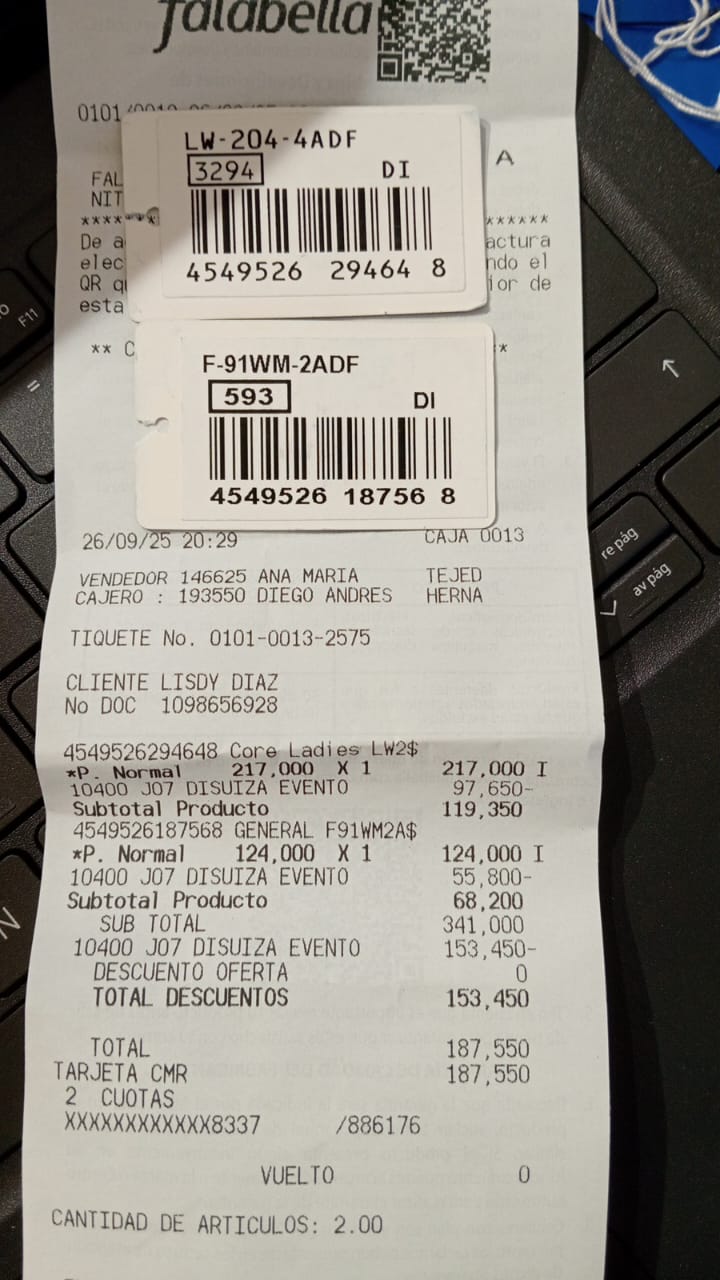 falabella
0101
LW-204-4ADF
3294 DI
4549526 29464 8
A
FAL
NIT
De a actura
elec ndo el
QR ior de
esta
** C *
F-91WM-2ADF
593 DI
4549526 18756 8
26/09/25 20:29 CAJA 0013
VENDEDOR 146625 ANA MARIA TEJED
CAJERO : 193550 DIEGO ANDRES HERNA
TIQUETE No. 0101-0013-2575
CLIENTE LISDY DIAZ
No DOC 1098656928
4549526294648 Core Ladies LW2$
*P. Normal 217,000 X 1 217,000 I
10400 J07 DISUIZA EVENTO 97,650-
Subtotal Producto 119,350
4549526187568 GENERAL F91WM2A$
*P. Normal 124,000 X 1 124,000 I
10400 J07 DISUIZA EVENTO 55,800-
Subtotal Producto 68,200
SUB TOTAL 341,000
10400 J07 DISUIZA EVENTO 153,450-
DESCUENTO OFERTA 0
TOTAL DESCUENTOS 153,450
TOTAL 187,550
TARJETA CMR 187,550
2 CUOTAS
XXXXXXXXXXXX8337 /886176
VUELTO 0
CANTIDAD DE ARTICULOS: 2.00
F11
=
re pág
av pág
N